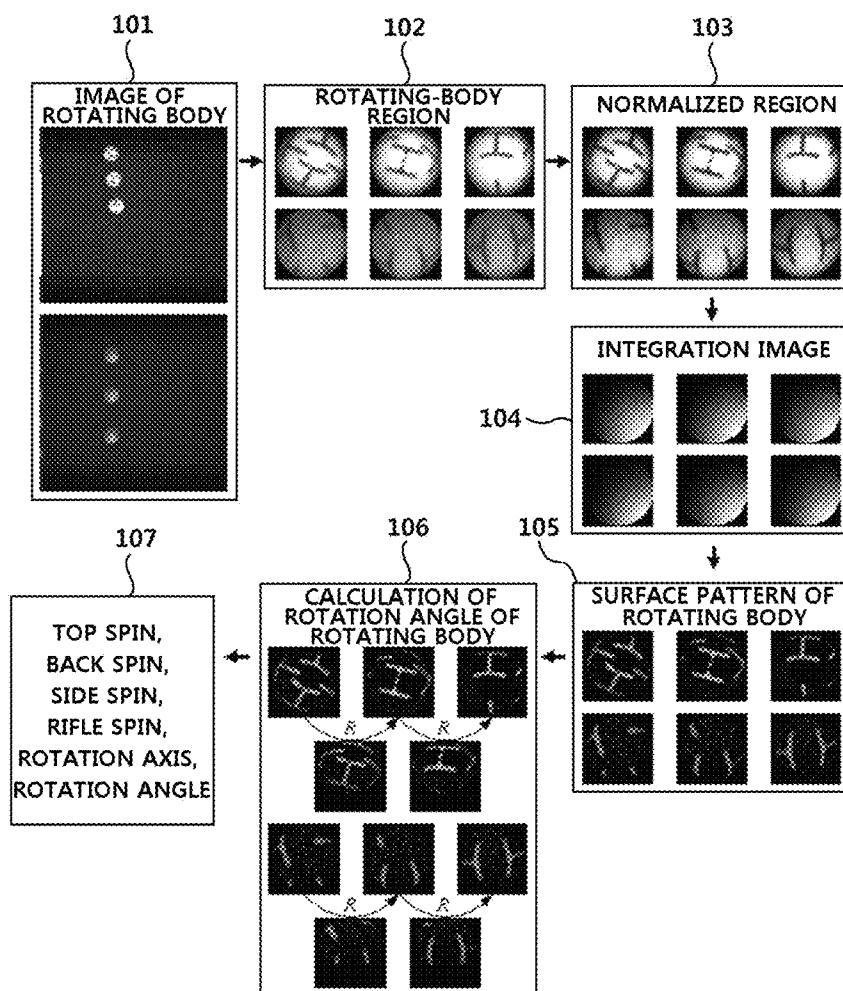 101
102
103
IMAGE OF
ROTATING BODY
ROTATING-BODY
REGION
NORMALIZED REGION
INTEGRATION IMAGE
104
105
106
107
SURFACE PATTERN OF
ROTATING BODY
CALCULATION OF
ROTATION ANGLE OF
ROTATING BODY
R
R
R
R
TOP SPIN,
BACK SPIN,
SIDE SPIN,
RIFLE SPIN,
ROTATION AXIS,
ROTATION ANGLE